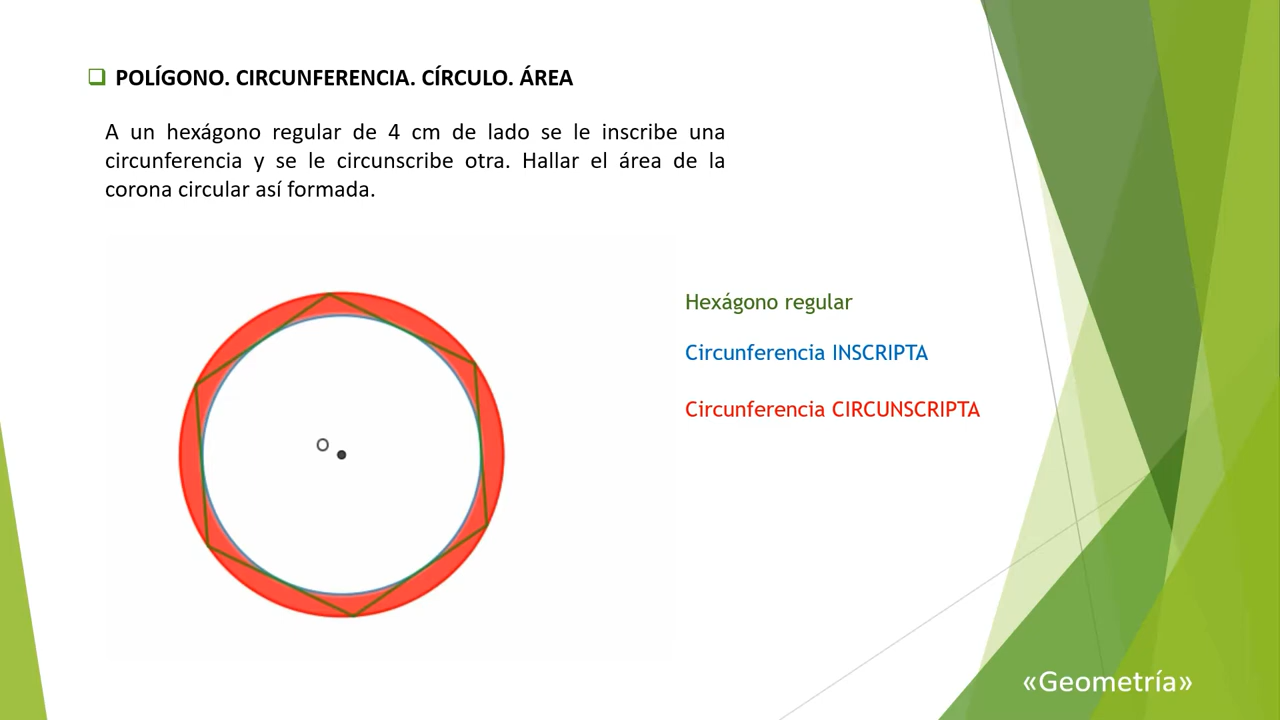 POLÍGONO. CIRCUNFERENCIA. CÍRCULO. ÁREA
A un hexágono regular de 4 cm de lado se le inscribe una
circunferencia y se le circunscribe otra. Hallar el área de la
corona circular así formada.
Hexágono regular
Circunferencia INSCRIPTA
Circunferencia CIRCUNSCRIPTA
O
«Geometría»